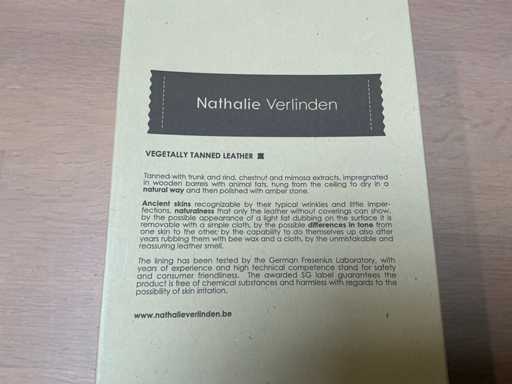 Nathalie Verlinden
VEGETALLY TANNED LEATHER
Tanned with trunk and rind, chestnut and mimosa extracts, impregnated
in wooden barrels with animal fats, hung from the ceiling to dry in a
natural way and then polished with amber stone.
Ancient skins recognizable by their typical wrinkles and little imper-
fections, naturalness that only the leather without coverings can show,
by the possible appearance of a light fat dubbing on the surface it is
removable with a simple cloth, by the possible differences in tone from
one skin to the other, by the capability to do themselves up also after
years rubbing them with bee wax and a cloth, by the unmistakable and
reassuring leather smell.
The lining has been tested by the German Fresenius Laboratory, with
years of experience and high technical competence stand for safety
and consumer friendliness. The awarded SG label guarantees the
product is free of chemical substances and harmless with regards to the
possibility of skin irritation.
www.nathalieverlinden.be